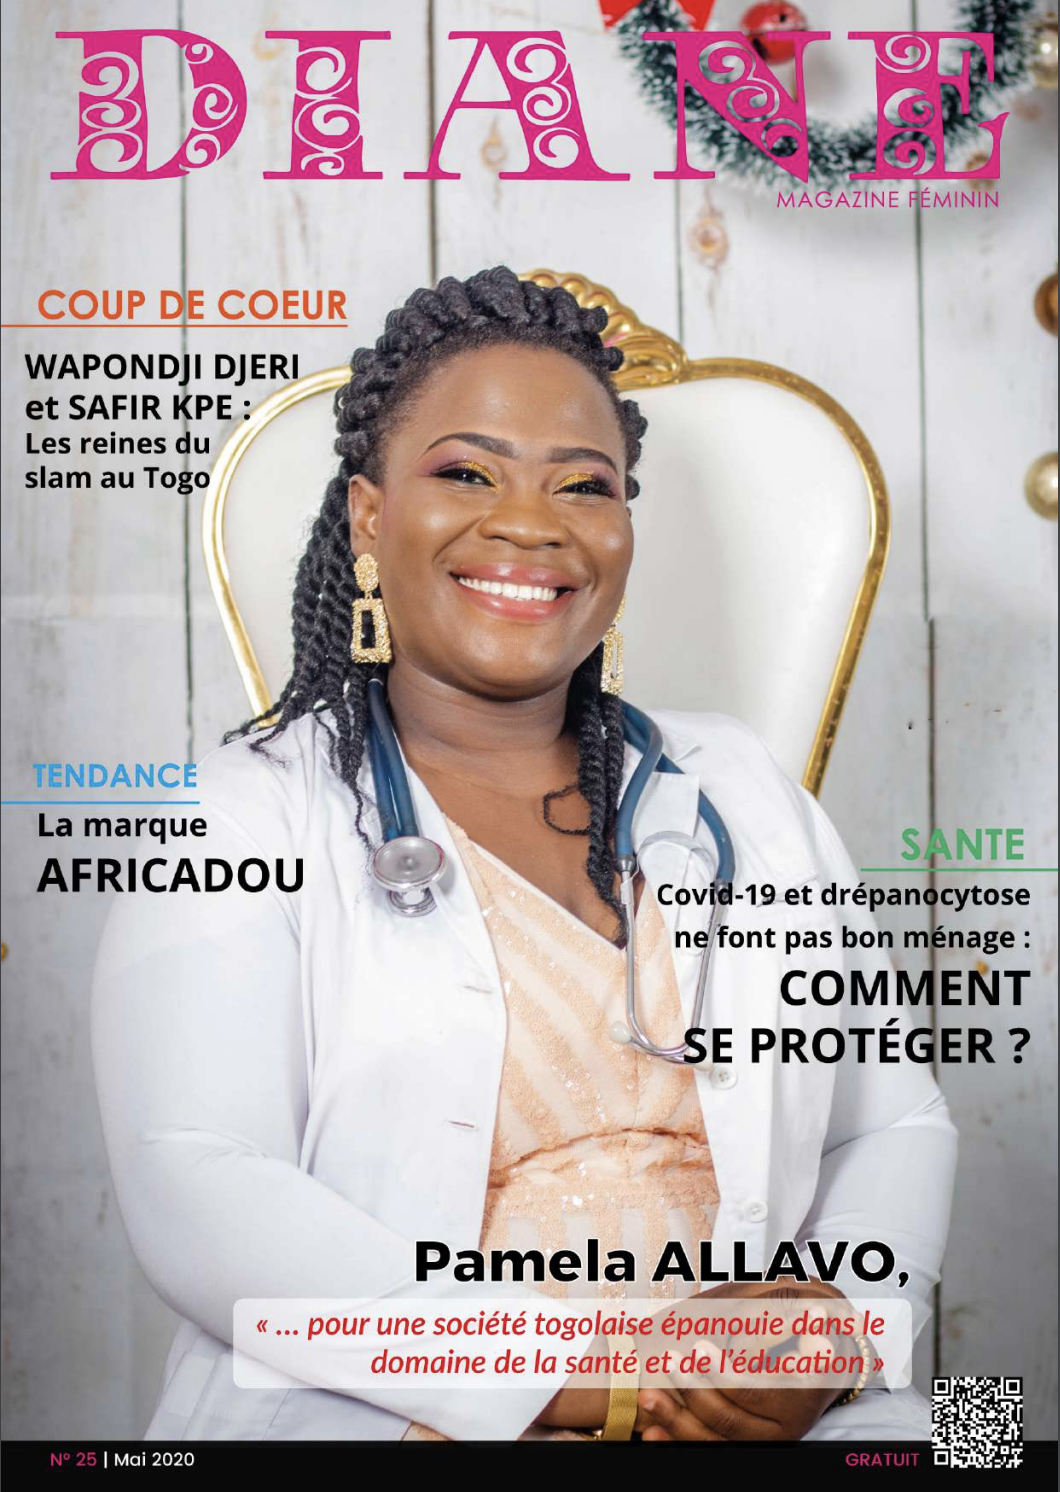 DIANE
MAGAZINE FÉMININ
COUP DE COEUR
WAPONDJI DJERI
et SAFIR KPE :
Les reines du
slam au Togo
TENDANCE
La marque
AFRICADOU
SANTE
Covid-19 et drépanocytose
ne font pas bon ménage :
COMMENT
SE PROTÉGER ?
Pamela ALLAVO,
« ... pour une société togolaise épanouie dans le
domaine de la santé et de l'éducation »
N° 25 | Mai 2020
GRATUIT